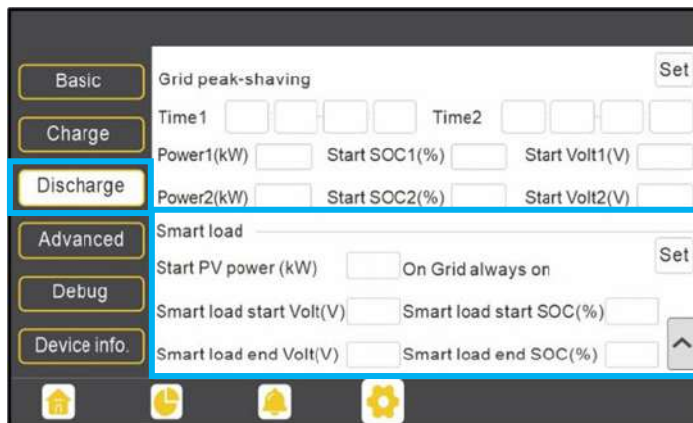 Basic
Charge
Discharge
Advanced
Debug
Device info.
Grid peak-shaving
Set
Time1 Time2
Power1(kW) Start SOC1(%) Start Volt1(V)
Power2(kW) Start SOC2(%) Start Volt2(V)
Smart load
Set
Start PV power (kW) On Grid always on
Smart load start Volt(V) Smart load start SOC(%)
Smart load end Volt(V) Smart load end SOC(%)